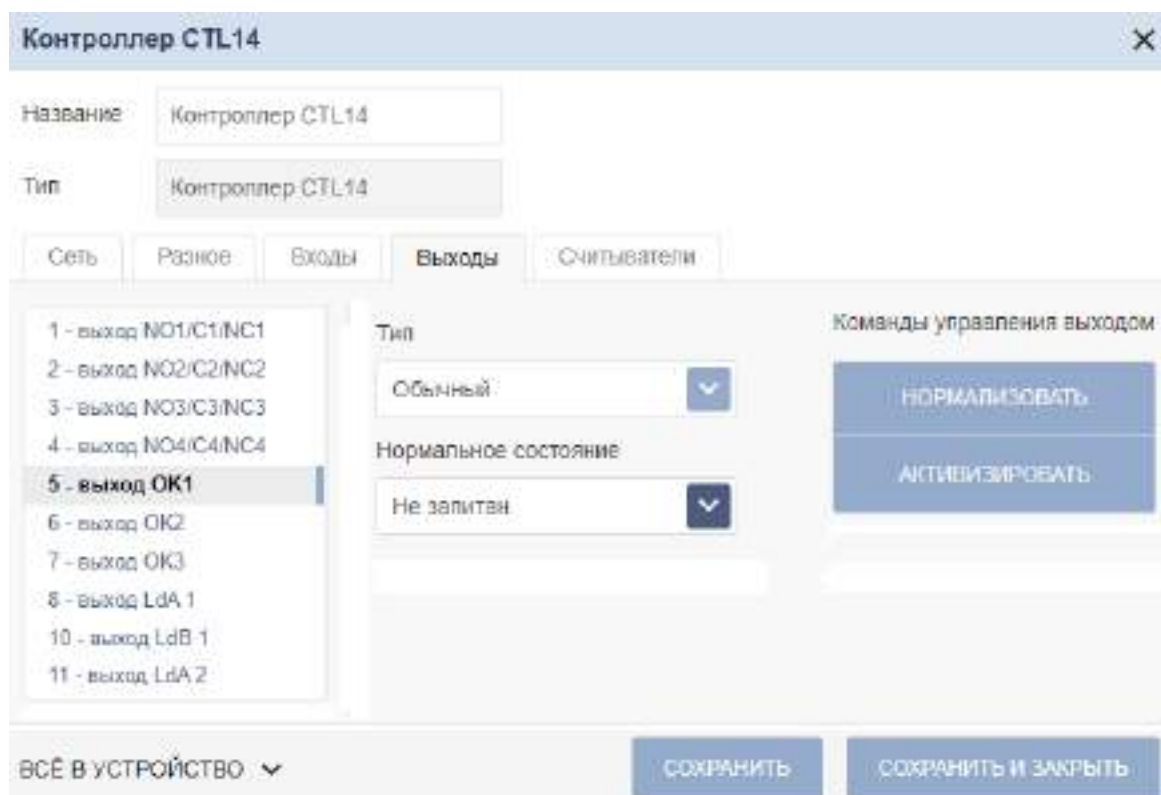 Контроллер CTL14
Название
Контроллер CTL14
Тип
Контроллер CTL14
Сеть
Разное
Входы
Выходы
Считыватели
1 - выход NO1/C1/NC1
2 - выход NO2/C2/NC2
3 - выход NO3/C3/NC3
4 - выход NO4/C4/NC4
5 - выход OK1
6 - выход OK2
7 - выход OK3
8 - выход LdA 1
10 - выход LdB 1
11 - выход LdA 2
Тип
Обычный
Нормальное состояние
Не запитан
Команды управления выходом
НОРМАЛИЗОВАТЬ
АКТИВИЗИРОВАТЬ
ВСЁ В УСТРОЙСТВО
СОХРАНИТЬ
СОХРАНИТЬ И ЗАКРЫТЬ